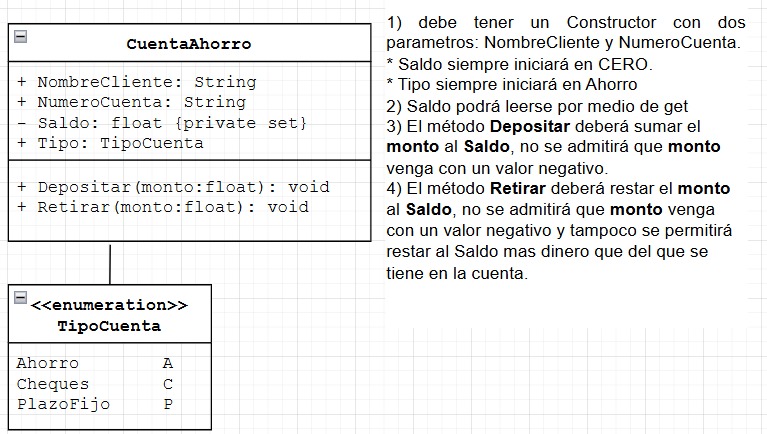 CuentaAhorro
+ NombreCliente: String
+ NumeroCuenta: String
- Saldo: float {private set}
+ Tipo: TipoCuenta
+ Depositar(monto:float): void
+ Retirar(monto:float): void
<<enumeration>>
TipoCuenta
Ahorro A
Cheques C
PlazoFijo P
1) debe tener un Constructor con dos
parametros: NombreCliente y NumeroCuenta.
* Saldo siempre iniciará en CERO.
* Tipo siempre iniciará en Ahorro
2) Saldo podrá leerse por medio de get
3) El método Depositar deberá sumar el
monto al Saldo, no se admitirá que monto
venga con un valor negativo.
4) El método Retirar deberá restar el monto
al Saldo, no se admitirá que monto venga
con un valor negativo y tampoco se permitirá
restar al Saldo mas dinero que del que se
tiene en la cuenta.